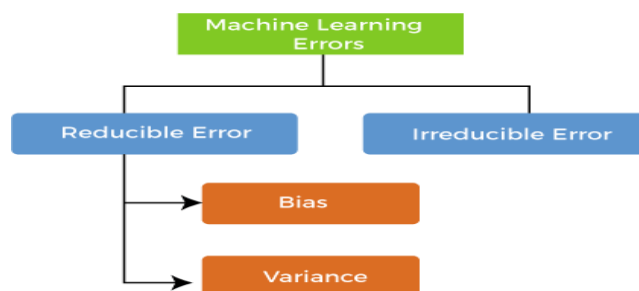 Machine Learning
Errors
Reducible Error
Irreducible Error
Bias
Variance